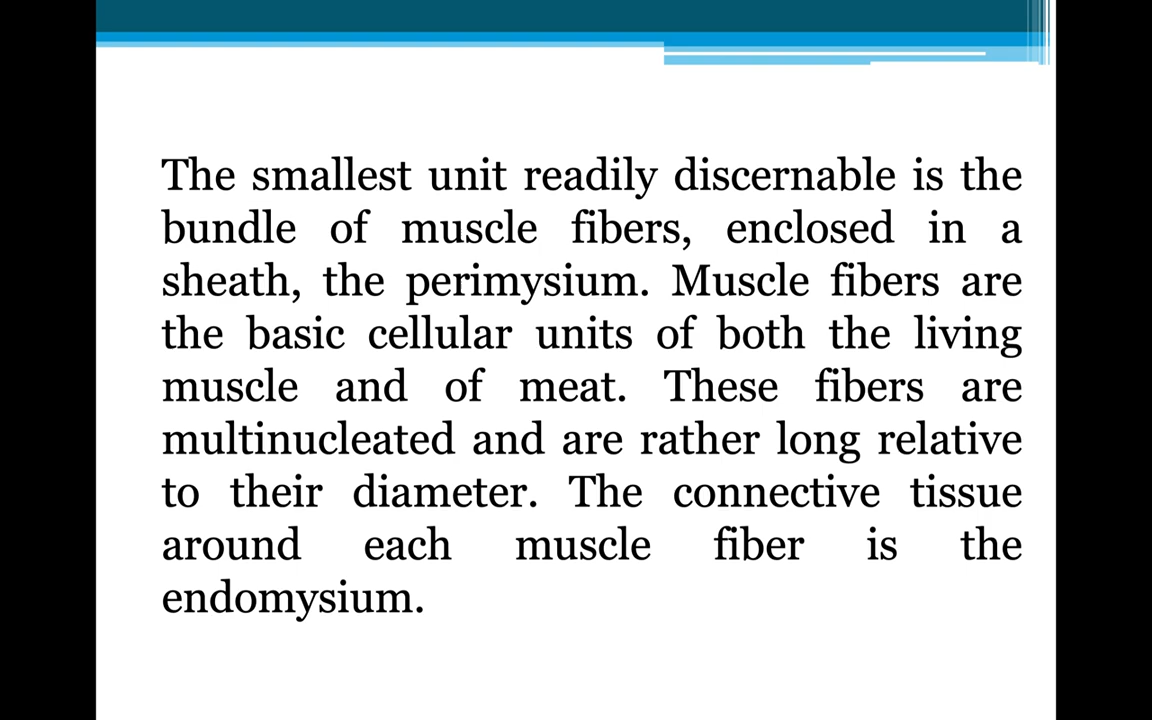 The smallest unit readily discernable is the
bundle of muscle fibers, enclosed in a
sheath, the perimysium. Muscle fibers are
the basic cellular units of both the living
muscle and of meat. These fibers are
multinucleated and are rather long relative
to their diameter. The connective tissue
around each muscle fiber is the
endomysium.